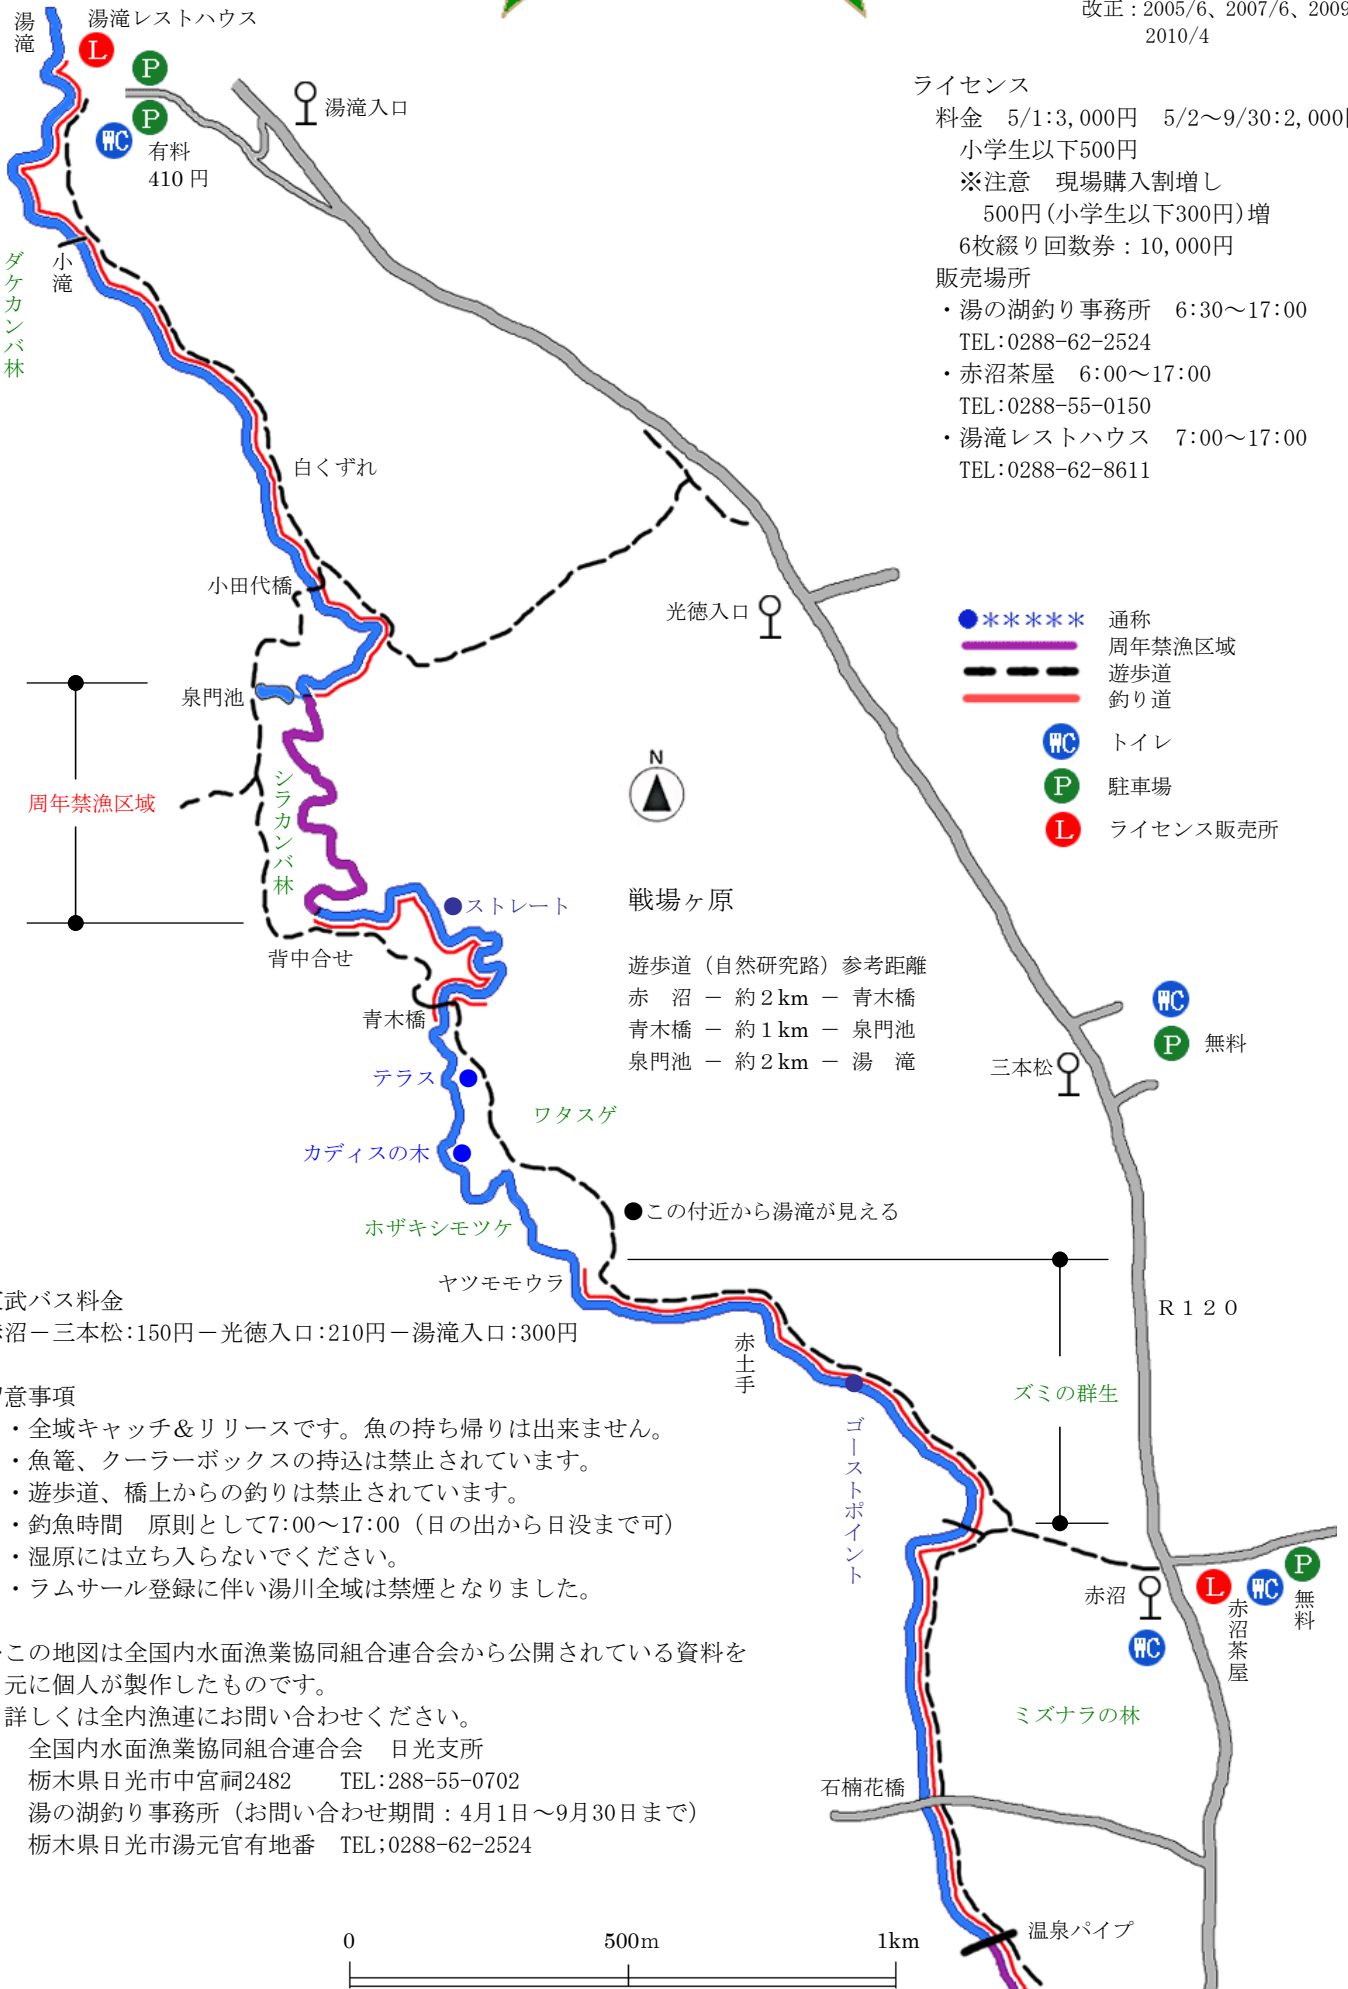 改正：2005/6、2007/6、2009
2010/4
湯滝
湯滝レストハウス
L
P
P
WC
有料
410 円
湯滝入口
ライセンス
料金　5/1:3,000円　5/2～9/30:2,000円
小学生以下500円
※注意　現場購入割増し
500円(小学生以下300円)増
6枚綴り回数券：10,000円
販売場所
・湯の湖釣り事務所　6:30～17:00
TEL:0288-62-2524
・赤沼茶屋　6:00～17:00
TEL:0288-55-0150
・湯滝レストハウス　7:00～17:00
TEL:0288-62-8611
小滝
ダケカンバ林
白くずれ
小田代橋
光徳入口
●＊＊＊＊＊　通称
周年禁漁区域
遊歩道
釣り道
WC　トイレ
P　駐車場
L　ライセンス販売所
泉門池
周年禁漁区域
シラカンバ林
N
●ストレート
戦場ヶ原
背中合せ
遊歩道（自然研究路）参考距離
赤　沼 － 約２km － 青木橋
青木橋 － 約１km － 泉門池
泉門池 － 約２km － 湯　滝
青木橋
WC
P　無料
三本松
テラス
ワタスゲ
カディスの木
●この付近から湯滝が見える
ホザキシモツケ
ヤツモモウラ
R１２０
武バス料金
沼－三本松:150円－光徳入口:210円－湯滝入口:300円
赤土手
ズミの群生
意事項
・全域キャッチ＆リリースです。魚の持ち帰りは出来ません。
・魚篭、クーラーボックスの持込は禁止されています。
・遊歩道、橋上からの釣りは禁止されています。
・釣魚時間　原則として7:00～17:00（日の出から日没まで可）
・湿原には立ち入らないでください。
・ラムサール登録に伴い湯川全域は禁煙となりました。
ゴーストポイント
赤沼
WC
L
WC
P
赤沼茶屋
無料
この地図は全国内水面漁業協同組合連合会から公開されている資料を
元に個人が製作したものです。
詳しくは全内漁連にお問い合わせください。
全国内水面漁業協同組合連合会　日光支所
栃木県日光市中宮祠2482　　TEL:288-55-0702
湯の湖釣り事務所（お問い合わせ期間：4月1日～9月30日まで）
栃木県日光市湯元官有地番　TEL;0288-62-2524
ミズナラの林
石楠花橋
温泉パイプ
0
500m
1km